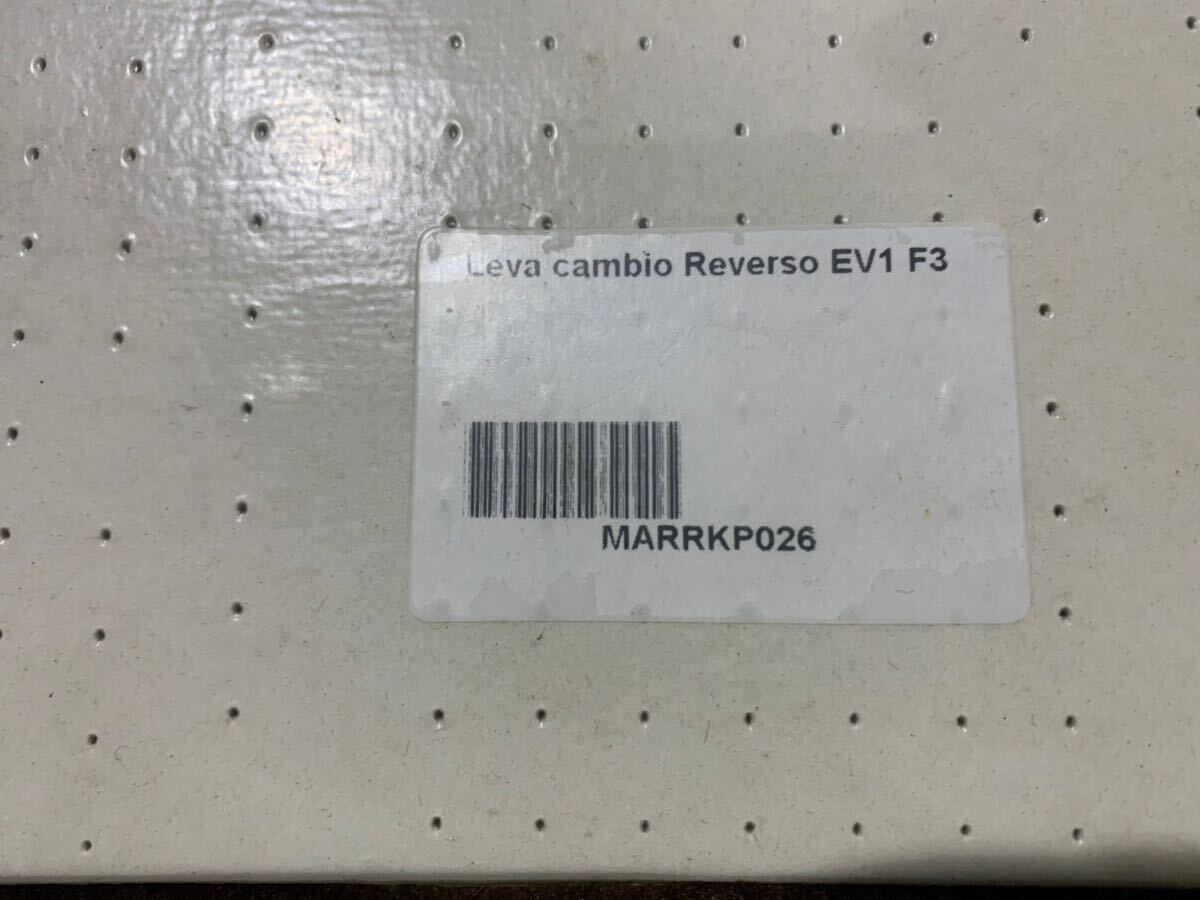 Leva cambio Reverso EV1 F3
MARRKP026